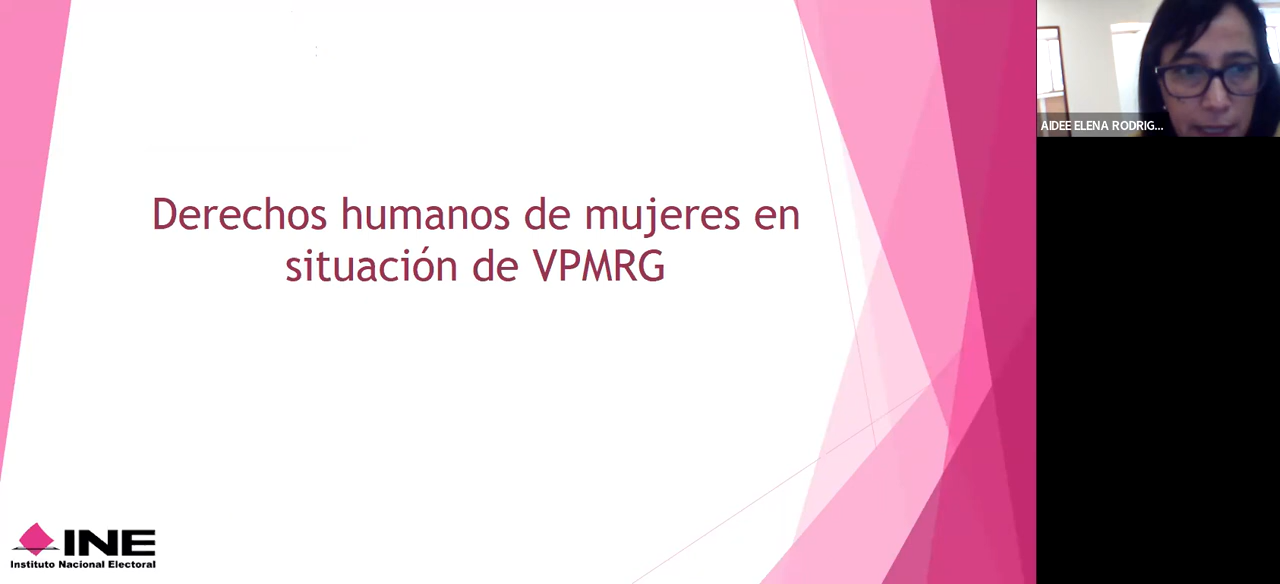 Derechos humanos de mujeres en
situación de VPMRG
INE
Instituto Nacional Electoral
AIDEE ELENA RODRIG...